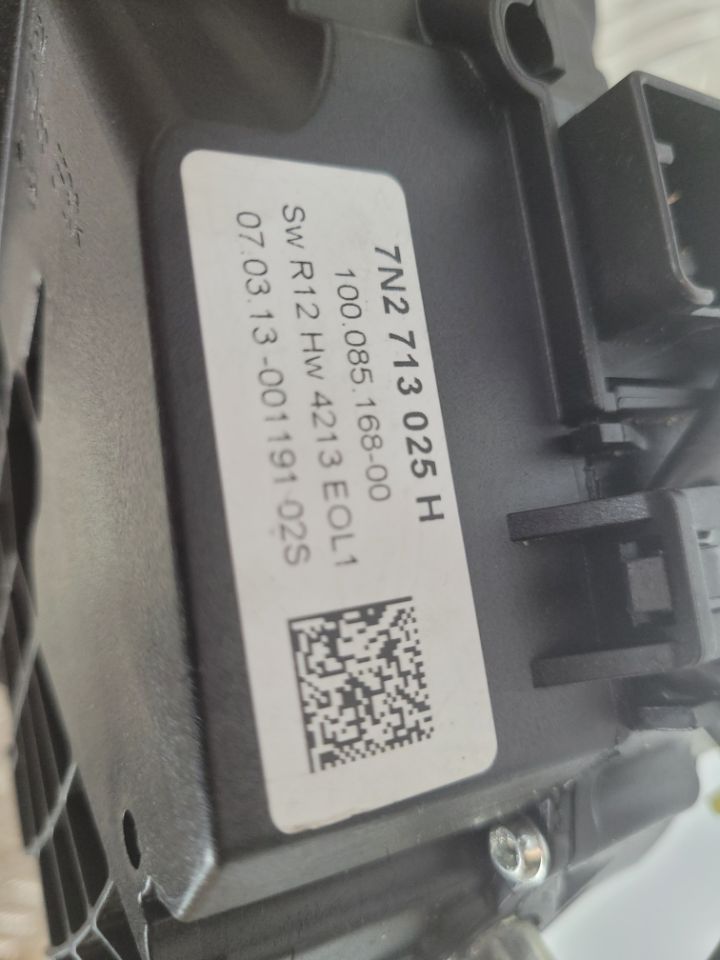 7N2 713 025 H
100.085.168-00
Sw R12 Hw 4213 EOL1
07.03.13-001191 02S